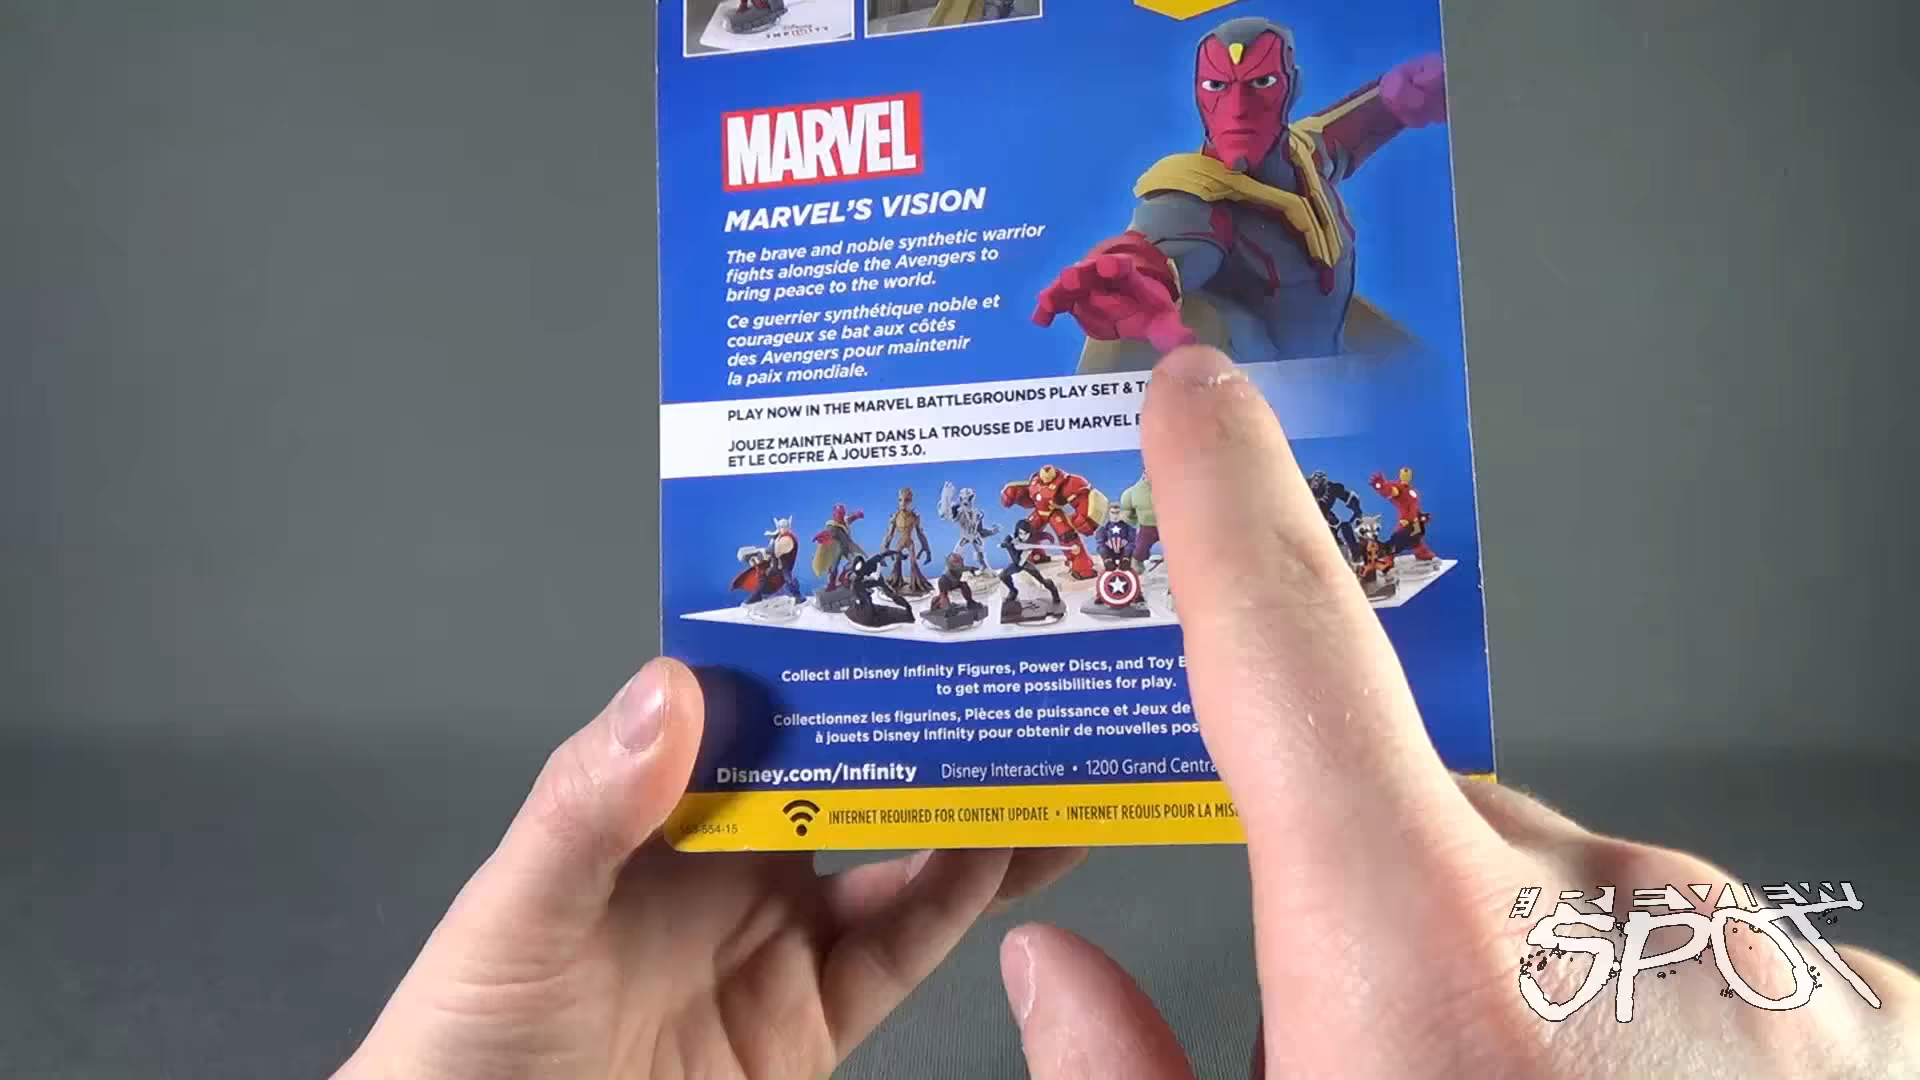 Disney
INFINITY
MARVEL
MARVEL'S VISION
The brave and noble synthetic warrior
fights alongside the Avengers to
bring peace to the world.
Ce guerrier synthétique noble et
courageux se bat aux côtés
des Avengers pour maintenir
la paix mondiale.
PLAY NOW IN THE MARVEL BATTLEGROUNDS PLAY SET &
JOUEZ MAINTENANT DANS LA TROUSSE DE JEU MARVEL
ET LE COFFRE À JOUETS 3.0.
Collect all Disney Infinity Figures, Power Discs, and Toy
to get more possibilities for play.
Collectionnez les figurines, Pièces de puissance et Jeux de
à jouets Disney Infinity pour obtenir de nouvelles
Disney.com/Infinity Disney Interactive • 1200 Grand
INTERNET REQUIRED FOR CONTENT UPDATE • INTERNET REQUIS POUR LA
THE REVIEW
SPOT